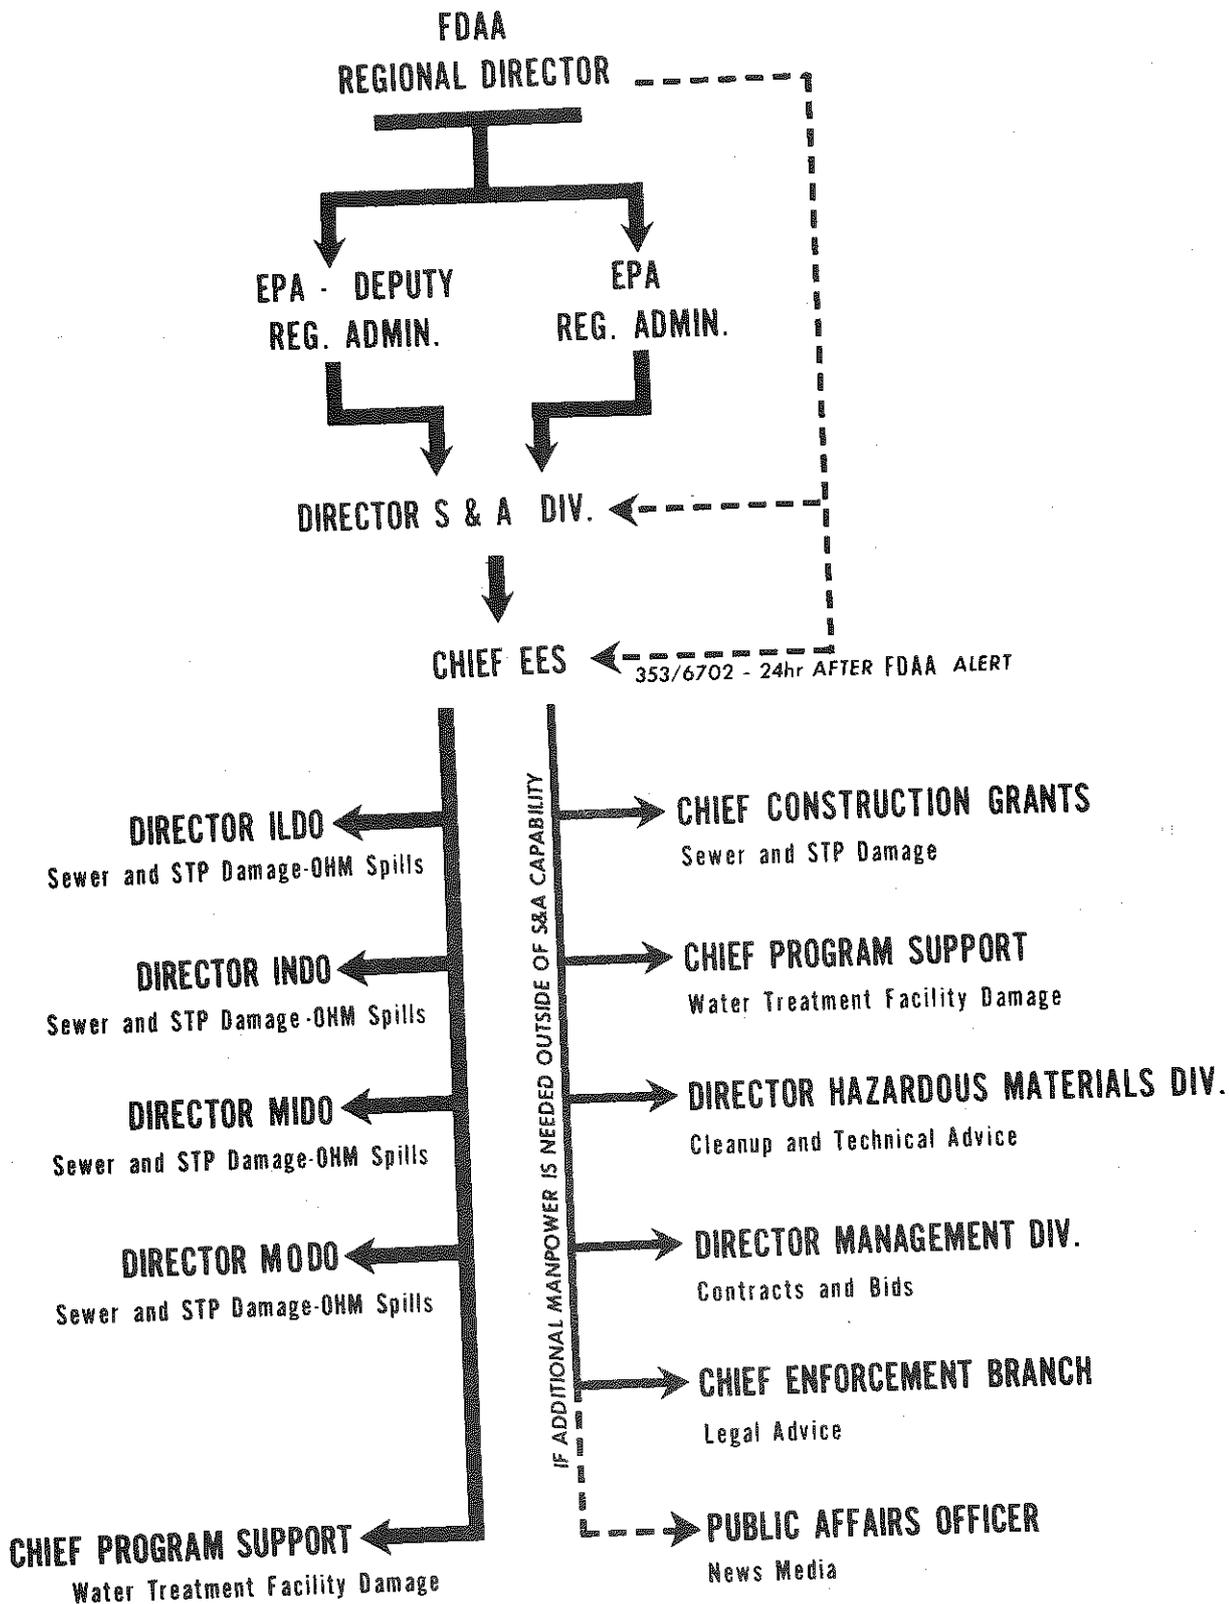 FDAA
REGIONAL DIRECTOR
EPA - DEPUTY
REG. ADMIN.
EPA
REG. ADMIN.
DIRECTOR S & A DIV.
CHIEF EES
353/6702 - 24hr AFTER FDAA ALERT
DIRECTOR ILDO
Sewer and STP Damage-OHM Spills
DIRECTOR INDO
Sewer and STP Damage-OHM Spills
DIRECTOR MIDO
Sewer and STP Damage-OHM Spills
DIRECTOR MODO
Sewer and STP Damage-OHM Spills
CHIEF PROGRAM SUPPORT
Water Treatment Facility Damage
IF ADDITIONAL MANPOWER IS NEEDED OUTSIDE OF S&A CAPABILITY
CHIEF CONSTRUCTION GRANTS
Sewer and STP Damage
CHIEF PROGRAM SUPPORT
Water Treatment Facility Damage
DIRECTOR HAZARDOUS MATERIALS DIV.
Cleanup and Technical Advice
DIRECTOR MANAGEMENT DIV.
Contracts and Bids
CHIEF ENFORCEMENT BRANCH
Legal Advice
PUBLIC AFFAIRS OFFICER
News Media